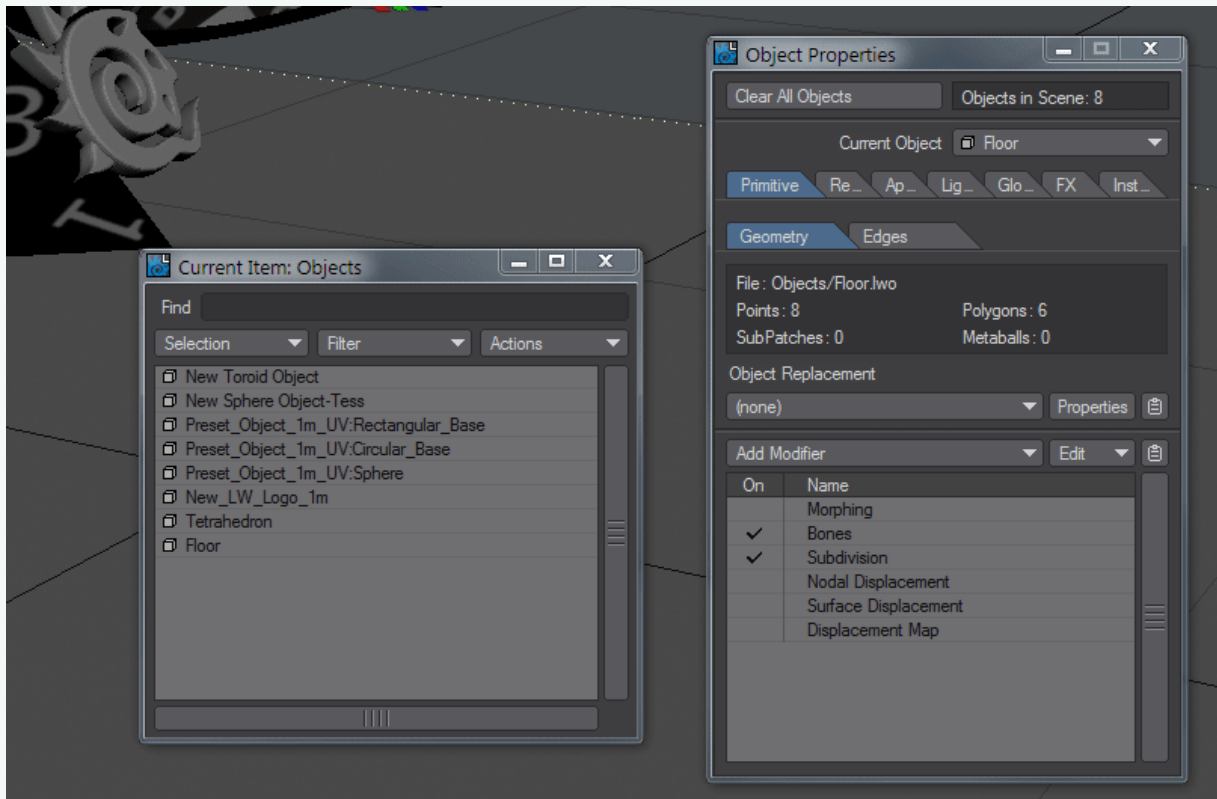 Object Properties
Clear All Objects
Objects in Scene: 8
Current Object
Floor
Primitive
Re...
Ap...
Lig...
Glo...
FX
Inst...
Geometry
Edges
File : Objects/Floor.lwo
Points : 8
Polygons : 6
SubPatches : 0
Metaballs : 0
Object Replacement
(none)
Properties
Add Modifier
Edit
On
Name
Morphing
Bones
Subdivision
Nodal Displacement
Surface Displacement
Displacement Map
Current Item: Objects
Find
Selection
Filter
Actions
New Toroid Object
New Sphere Object-Tess
Preset_Object_1m_UV:Rectangular_Base
Preset_Object_1m_UV:Circular_Base
Preset_Object_1m_UV:Sphere
New_LW_Logo_1m
Tetrahedron
Floor